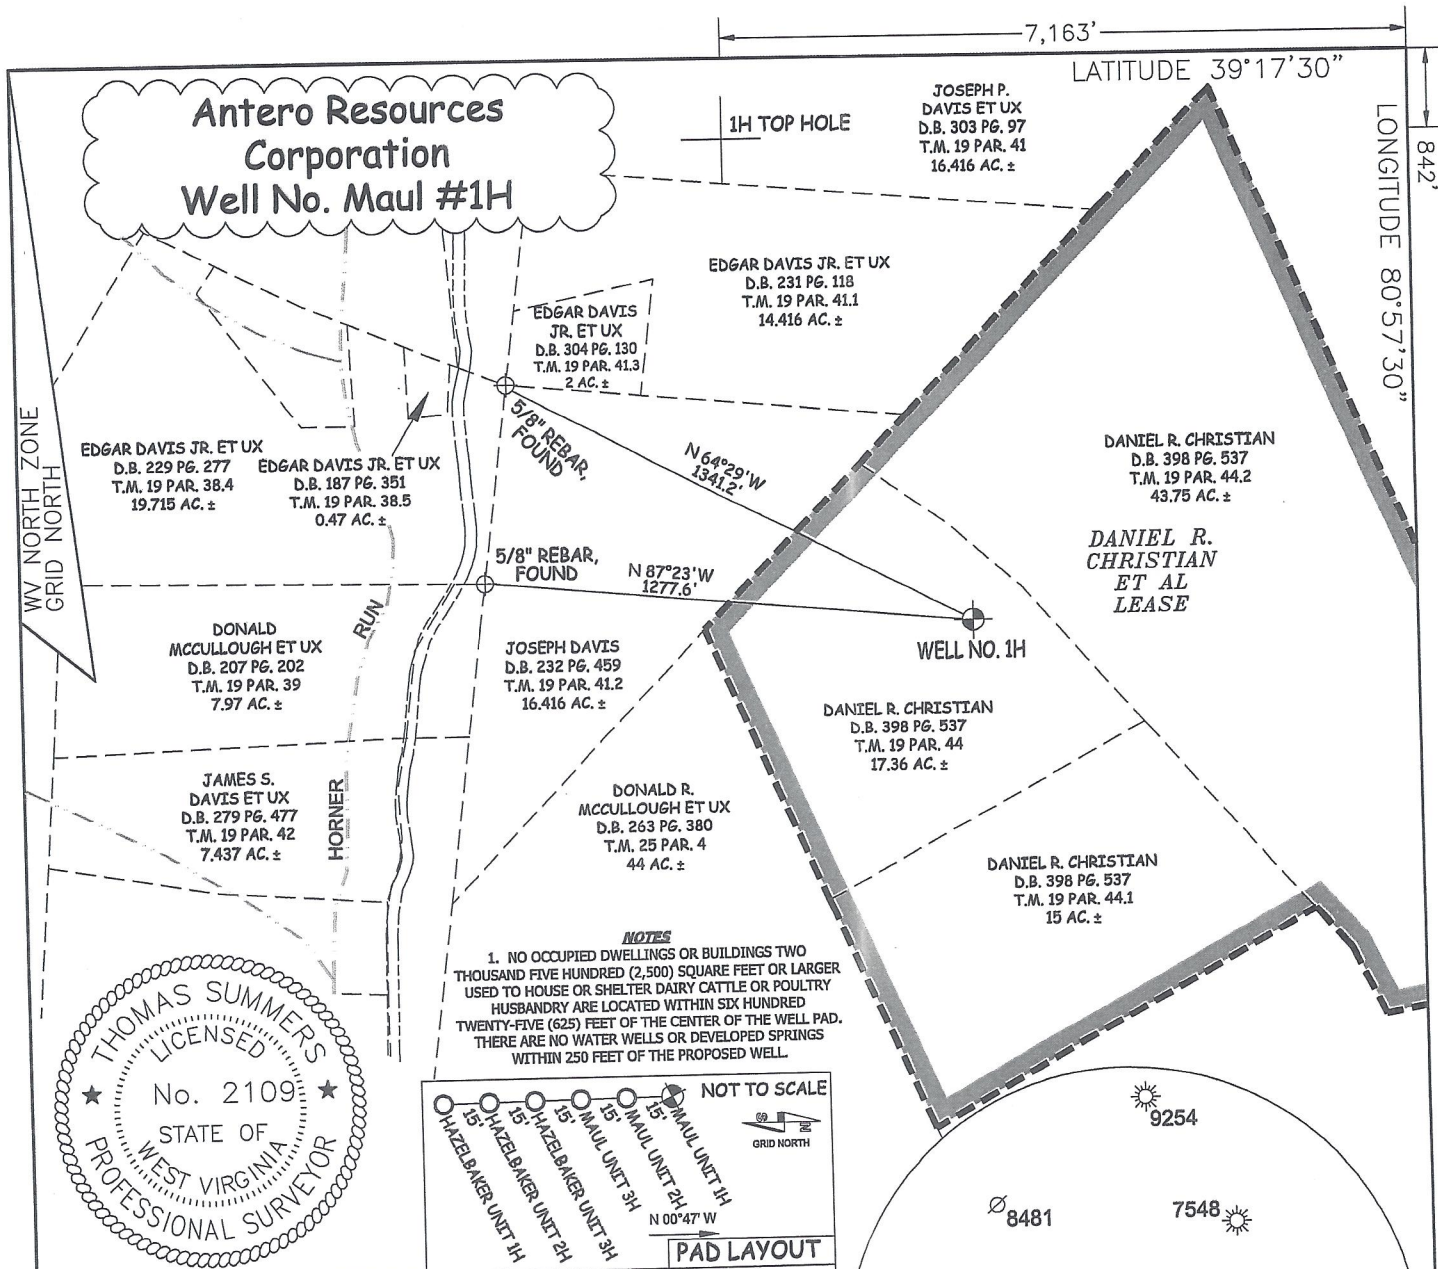 7,163'
LATITUDE 39°17'30"
LONGITUDE 80°57'30"
842'
Antero Resources
Corporation
Well No. Maul #1H
1H TOP HOLE
JOSEPH P.
DAVIS ET UX
D.B. 303 PG. 97
T.M. 19 PAR. 41
16.416 AC. ±
EDGAR DAVIS JR. ET UX
D.B. 231 PG. 118
T.M. 19 PAR. 41.1
14.416 AC. ±
EDGAR DAVIS
JR. ET UX
D.B. 304 PG. 130
T.M. 19 PAR. 41.3
2 AC. ±
5/8" REBAR,
FOUND
N 64°29' W
1341.2'
WV NORTH ZONE
GRID NORTH
EDGAR DAVIS JR. ET UX
D.B. 229 PG. 277
T.M. 19 PAR. 38.4
19.715 AC. ±
EDGAR DAVIS JR. ET UX
D.B. 187 PG. 351
T.M. 19 PAR. 38.5
0.47 AC. ±
DANIEL R. CHRISTIAN
D.B. 398 PG. 537
T.M. 19 PAR. 44.2
43.75 AC. ±
DANIEL R.
CHRISTIAN
ET AL
LEASE
5/8" REBAR,
FOUND
N 87°23' W
1277.6'
WELL NO. 1H
DONALD
MCCULLOUGH ET UX
D.B. 207 PG. 202
T.M. 19 PAR. 39
7.97 AC. ±
RUN
JOSEPH DAVIS
D.B. 232 PG. 459
T.M. 19 PAR. 41.2
16.416 AC. ±
DANIEL R. CHRISTIAN
D.B. 398 PG. 537
T.M. 19 PAR. 44
17.36 AC. ±
JAMES S.
DAVIS ET UX
D.B. 279 PG. 477
T.M. 19 PAR. 42
7.437 AC. ±
HORNER
DONALD R.
MCCULLOUGH ET UX
D.B. 263 PG. 380
T.M. 25 PAR. 4
44 AC. ±
DANIEL R. CHRISTIAN
D.B. 398 PG. 537
T.M. 19 PAR. 44.1
15 AC. ±
NOTES
1. NO OCCUPIED DWELLINGS OR BUILDINGS TWO
THOUSAND FIVE HUNDRED (2,500) SQUARE FEET OR LARGER
USED TO HOUSE OR SHELTER DAIRY CATTLE OR POULTRY
HUSBANDRY ARE LOCATED WITHIN SIX HUNDRED
TWENTY-FIVE (625) FEET OF THE CENTER OF THE WELL PAD.
THERE ARE NO WATER WELLS OR DEVELOPED SPRINGS
WITHIN 250 FEET OF THE PROPOSED WELL.
THOMAS SUMMERS
LICENSED
No. 2109
STATE OF
WEST VIRGINIA
PROFESSIONAL SURVEYOR
NOT TO SCALE
15'
15'
15'
15'
15'
HAZELBAKER UNIT 1H
HAZELBAKER UNIT 2H
HAZELBAKER UNIT 3H
MAUL UNIT 3H
MAUL UNIT 2H
MAUL UNIT 1H
GRID NORTH
N 00°47' W
PAD LAYOUT
9254
8481
7548